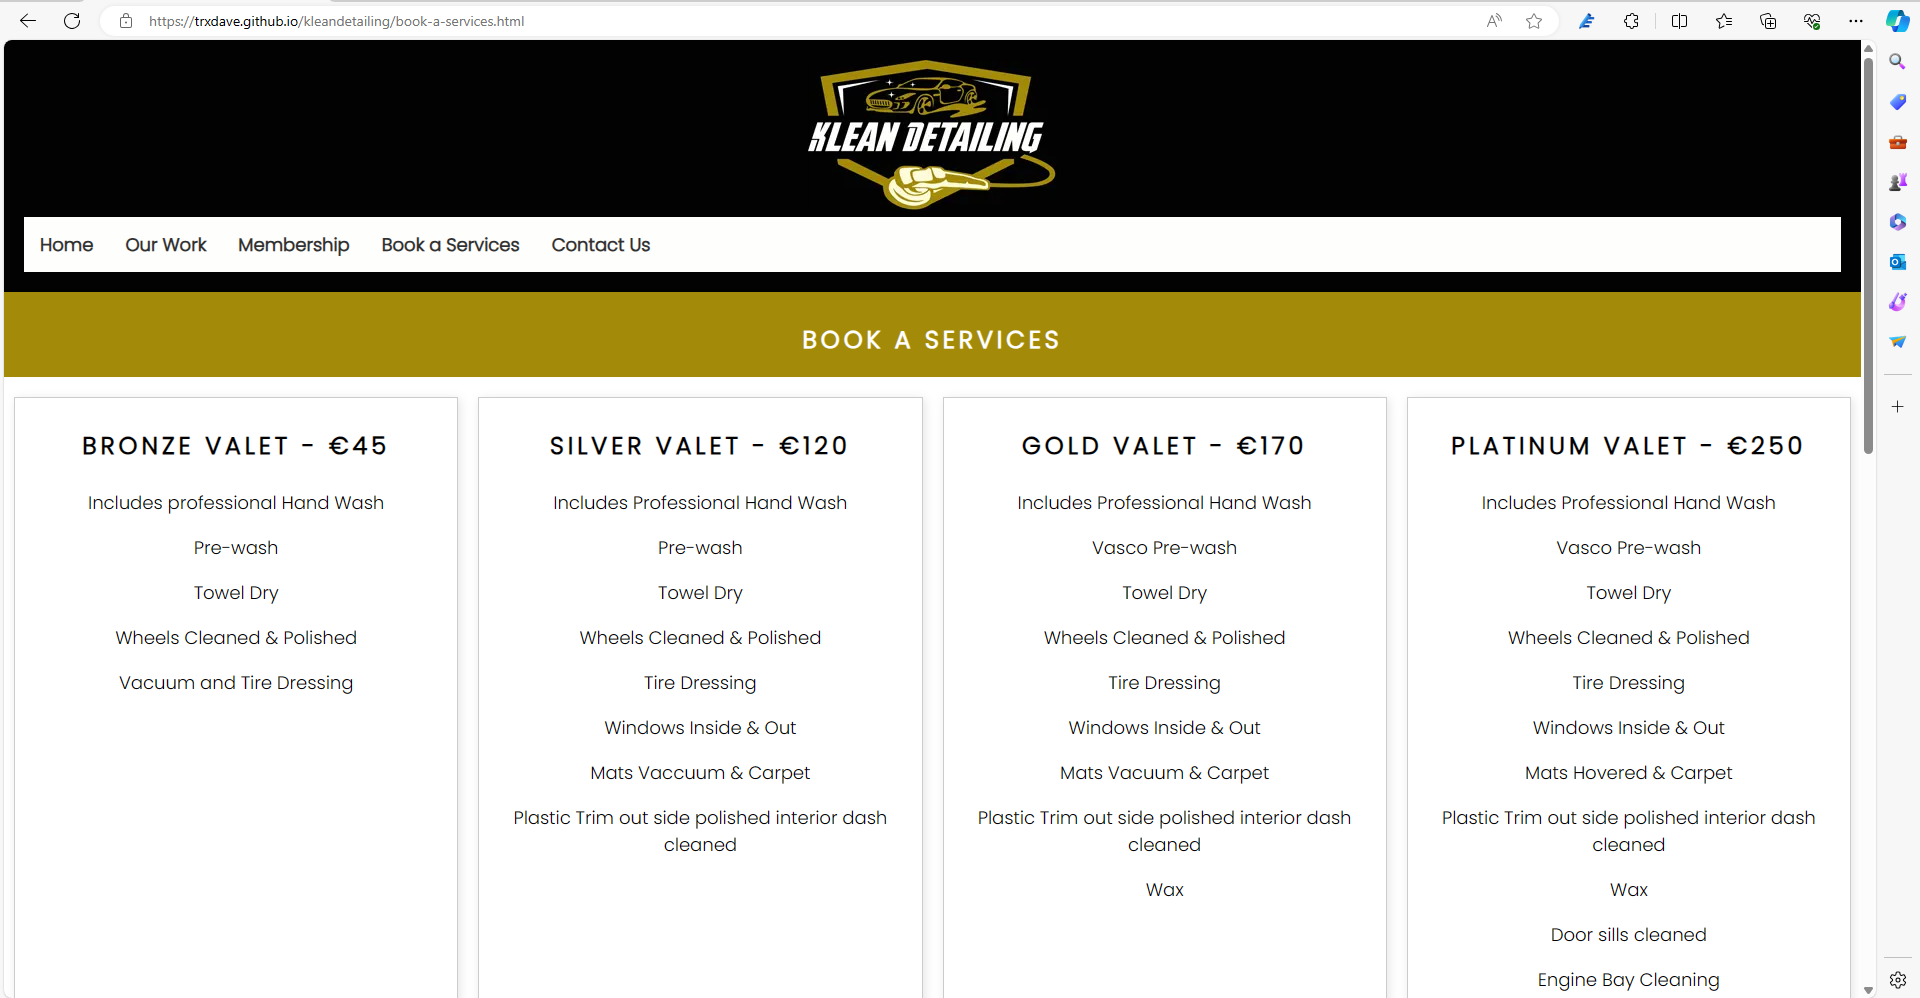 https://trxdave.github.io/kleandetailing/book-a-services.html
KLEAN DETAILING
Home
Our Work
Membership
Book a Services
Contact Us
BOOK A SERVICES
BRONZE VALET - €45
Includes professional Hand Wash
Pre-wash
Towel Dry
Wheels Cleaned & Polished
Vacuum and Tire Dressing
SILVER VALET - €120
Includes Professional Hand Wash
Pre-wash
Towel Dry
Wheels Cleaned & Polished
Tire Dressing
Windows Inside & Out
Mats Vaccuum & Carpet
Plastic Trim out side polished interior dash
cleaned
GOLD VALET - €170
Includes Professional Hand Wash
Vasco Pre-wash
Towel Dry
Wheels Cleaned & Polished
Tire Dressing
Windows Inside & Out
Mats Vacuum & Carpet
Plastic Trim out side polished interior dash
cleaned
Wax
PLATINUM VALET - €250
Includes Professional Hand Wash
Vasco Pre-wash
Towel Dry
Wheels Cleaned & Polished
Tire Dressing
Windows Inside & Out
Mats Hovered & Carpet
Plastic Trim out side polished interior dash
cleaned
Wax
Door sills cleaned
Engine Bay Cleaning